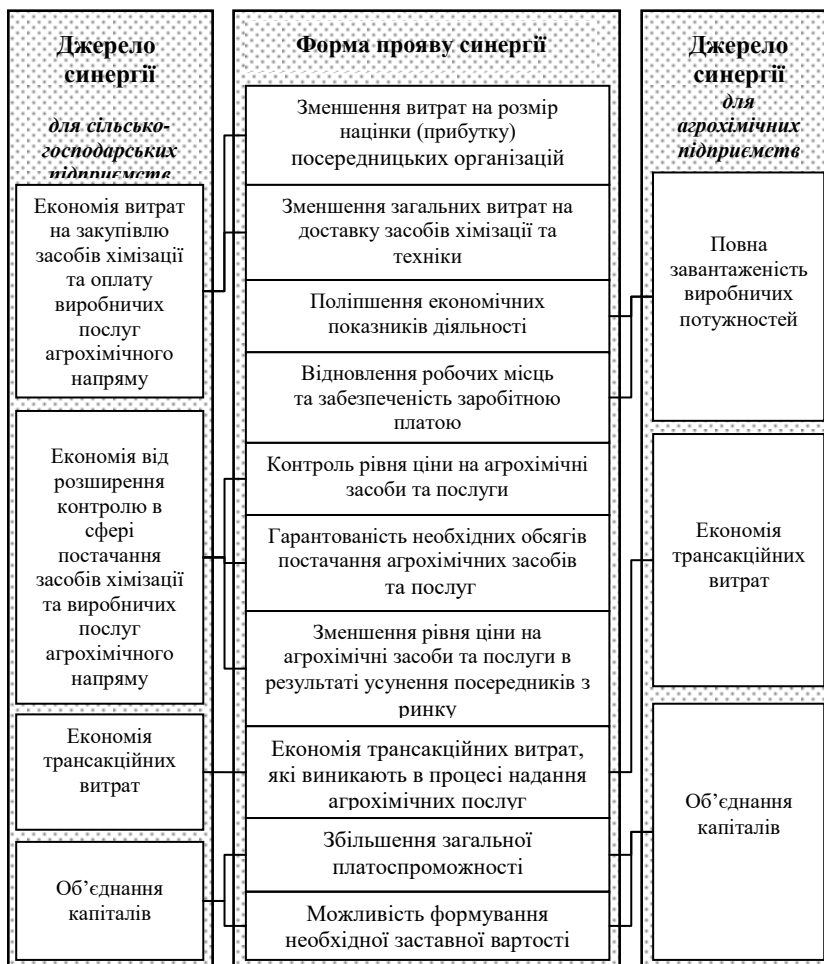 Джерело
синергії
для сільсько-
господарських
підприємств
Економія витрат
на закупівлю
засобів хімізації
та оплату
виробничих
послуг
агрохімічного
напряму
Економія від
розширення
контролю в
сфері
постачання
засобів хімізації
та виробничих
послуг
агрохімічного
напряму
Економія
трансакційних
витрат
Об’єднання
капіталів
Форма прояву синергії
Зменшення витрат на розмір
націнки (прибутку)
посередницьких організацій
Зменшення загальних витрат на
доставку засобів хімізації та
техніки
Поліпшення економічних
показників діяльності
Відновлення робочих місць
та забезпеченість заробітною
платою
Контроль рівня ціни на агрохімічні
засоби та послуги
Гарантованість необхідних обсягів
постачання агрохімічних засобів
та послуг
Зменшення рівня ціни на
агрохімічні засоби та послуги в
результаті усунення посередників з
ринку
Економія трансакційних витрат,
які виникають в процесі надання
агрохімічних послуг
Збільшення загальної
платоспроможності
Можливість формування
необхідної заставної вартості
Джерело
синергії
для
агрохімічних
підприємств
Повна
завантаженість
виробничих
потужностей
Економія
трансакційних
витрат
Об’єднання
капіталів